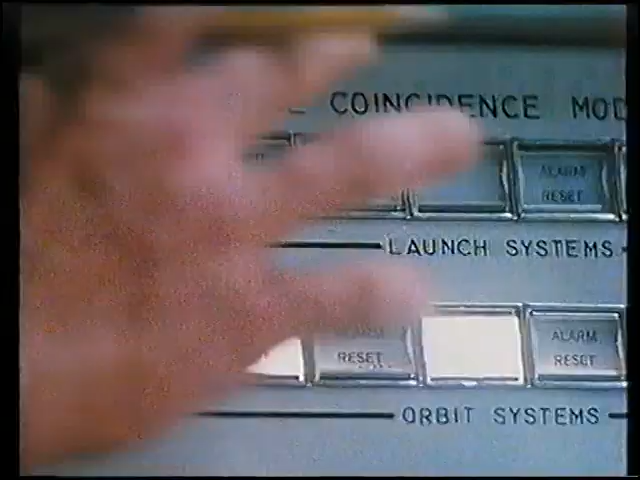 COINCIDENCE MOD
ALARM
RESET
LAUNCH SYSTEMS
RESET
ALARM
RESET
ORBIT SYSTEMS